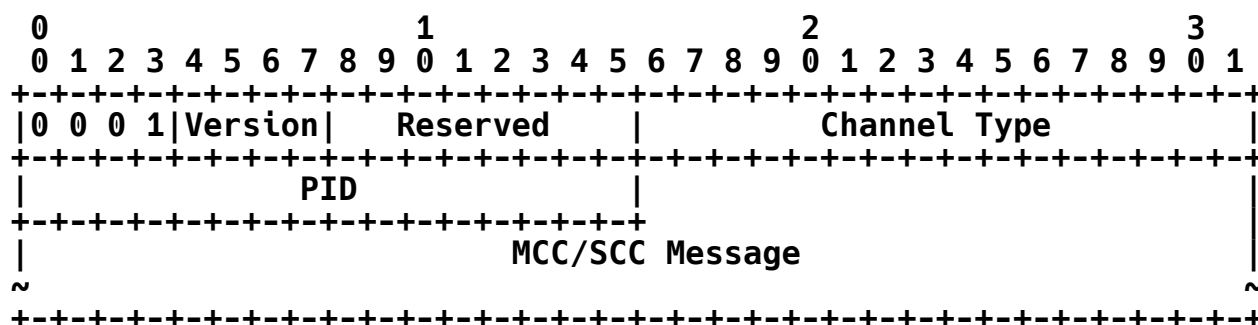 0                   1                   2                   3
 0 1 2 3 4 5 6 7 8 9 0 1 2 3 4 5 6 7 8 9 0 1 2 3 4 5 6 7 8 9 0 1
+-+-+-+-+-+-+-+-+-+-+-+-+-+-+-+-+-+-+-+-+-+-+-+-+-+-+-+-+-+-+-+-+
|0 0 0 1|Version|   Reserved    |         Channel Type          |
+-+-+-+-+-+-+-+-+-+-+-+-+-+-+-+-+-+-+-+-+-+-+-+-+-+-+-+-+-+-+-+-+
|              PID              |                               |
+-+-+-+-+-+-+-+-+-+-+-+-+-+-+-+-+                               |
|                         MCC/SCC Message                       |
~                                                               ~
+-+-+-+-+-+-+-+-+-+-+-+-+-+-+-+-+-+-+-+-+-+-+-+-+-+-+-+-+-+-+-+-+